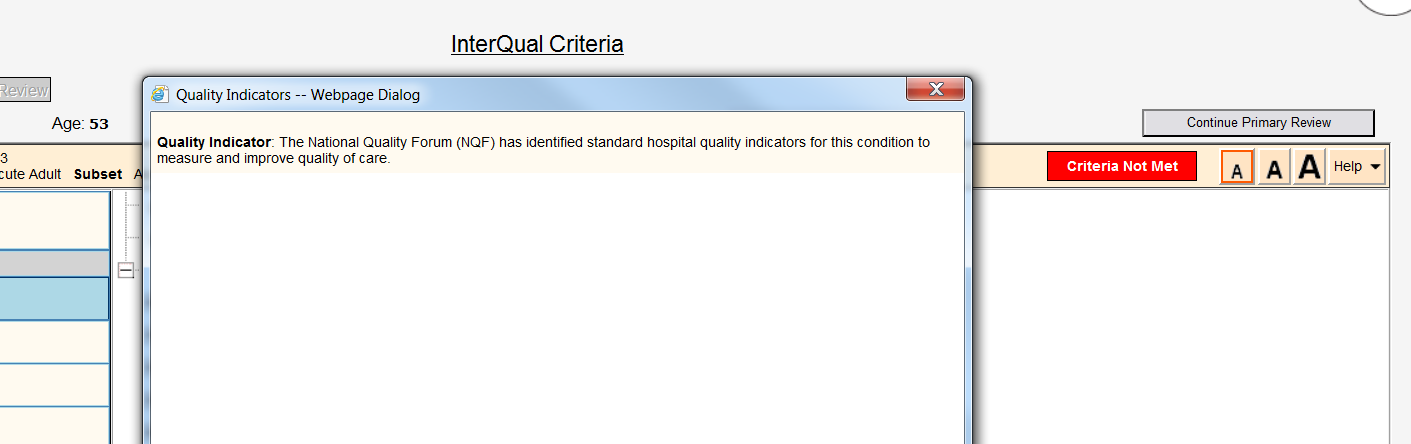 InterQual Criteria
Review
Quality Indicators -- Webpage Dialog
Age: 53
Continue Primary Review
Quality Indicator: The National Quality Forum (NQF) has identified standard hospital quality indicators for this condition to
measure and improve quality of care.
3
cute Adult Subset A
Criteria Not Met
A A A Help